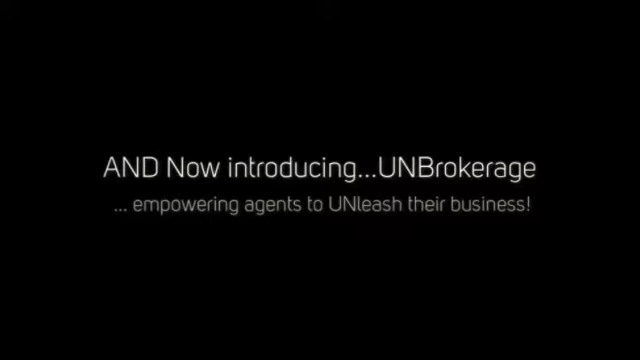 AND Now introducing...UNBrokerage
... empowering agents to UNleash their business!